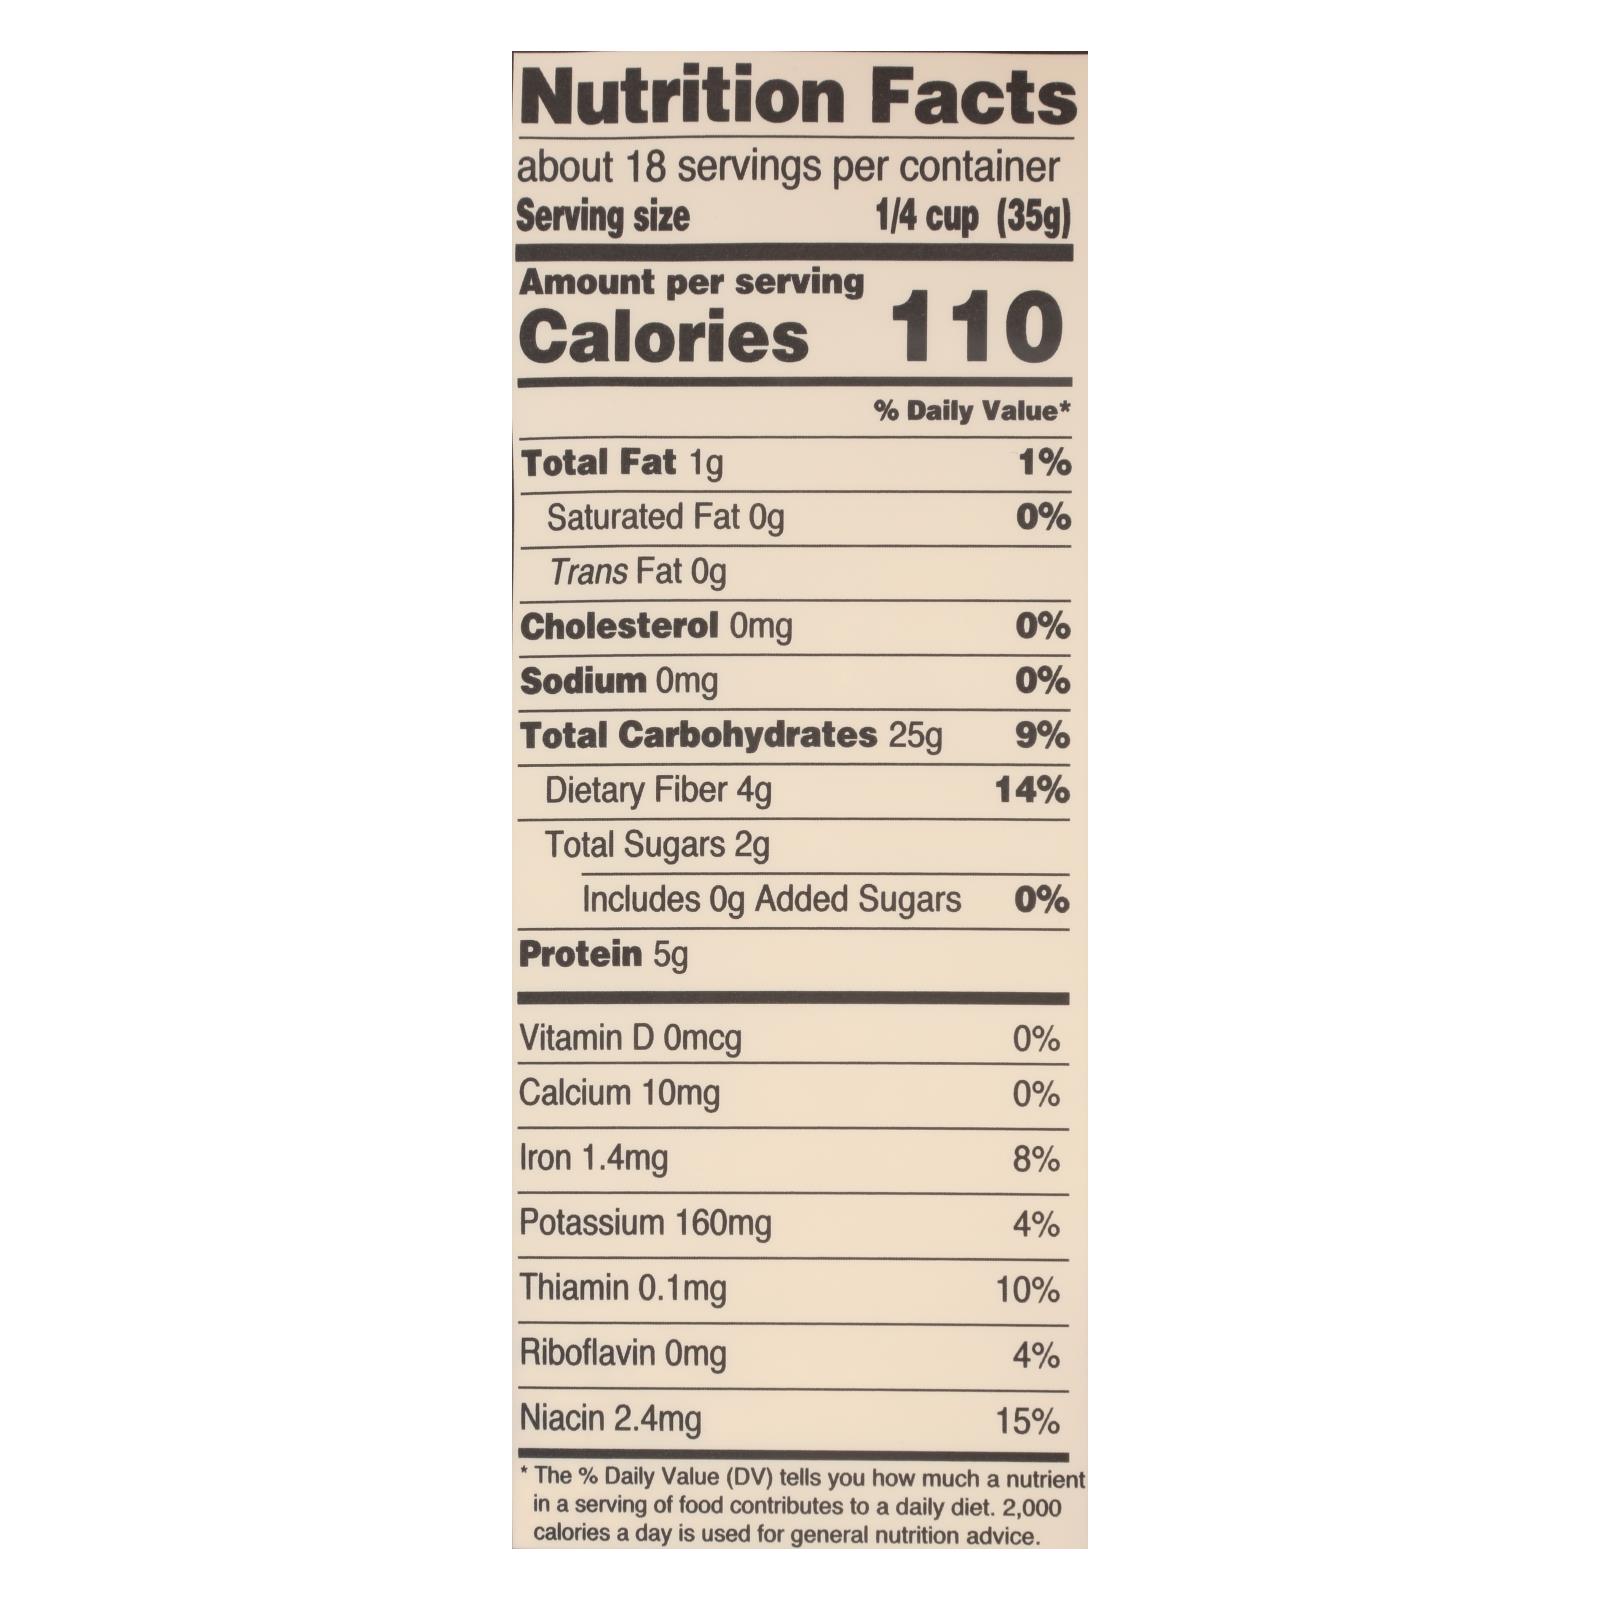 Nutrition Facts
about 18 servings per container
Serving size 1/4 cup (35g)
Amount per serving
Calories 110
% Daily Value*
Total Fat 1g 1%
Saturated Fat 0g 0%
Trans Fat 0g
Cholesterol 0mg 0%
Sodium 0mg 0%
Total Carbohydrates 25g 9%
Dietary Fiber 4g 14%
Total Sugars 2g
Includes 0g Added Sugars 0%
Protein 5g
Vitamin D 0mcg 0%
Calcium 10mg 0%
Iron 1.4mg 8%
Potassium 160mg 4%
Thiamin 0.1mg 10%
Riboflavin 0mg 4%
Niacin 2.4mg 15%
* The % Daily Value (DV) tells you how much a nutrient
in a serving of food contributes to a daily diet. 2,000
calories a day is used for general nutrition advice.